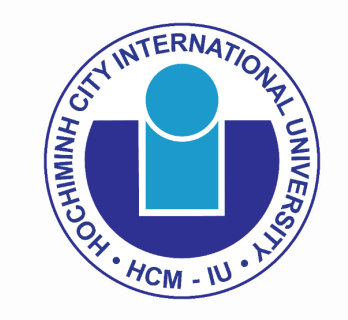 HOCHIMINH CITY INTERNATIONAL UNIVERSITY
• HCM - IU •